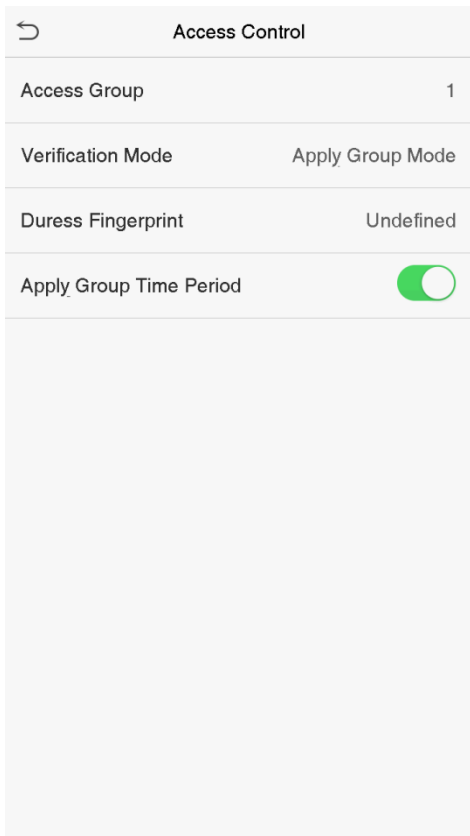 Access Control
Access Group 1
Verification Mode Apply Group Mode
Duress Fingerprint Undefined
Apply Group Time Period